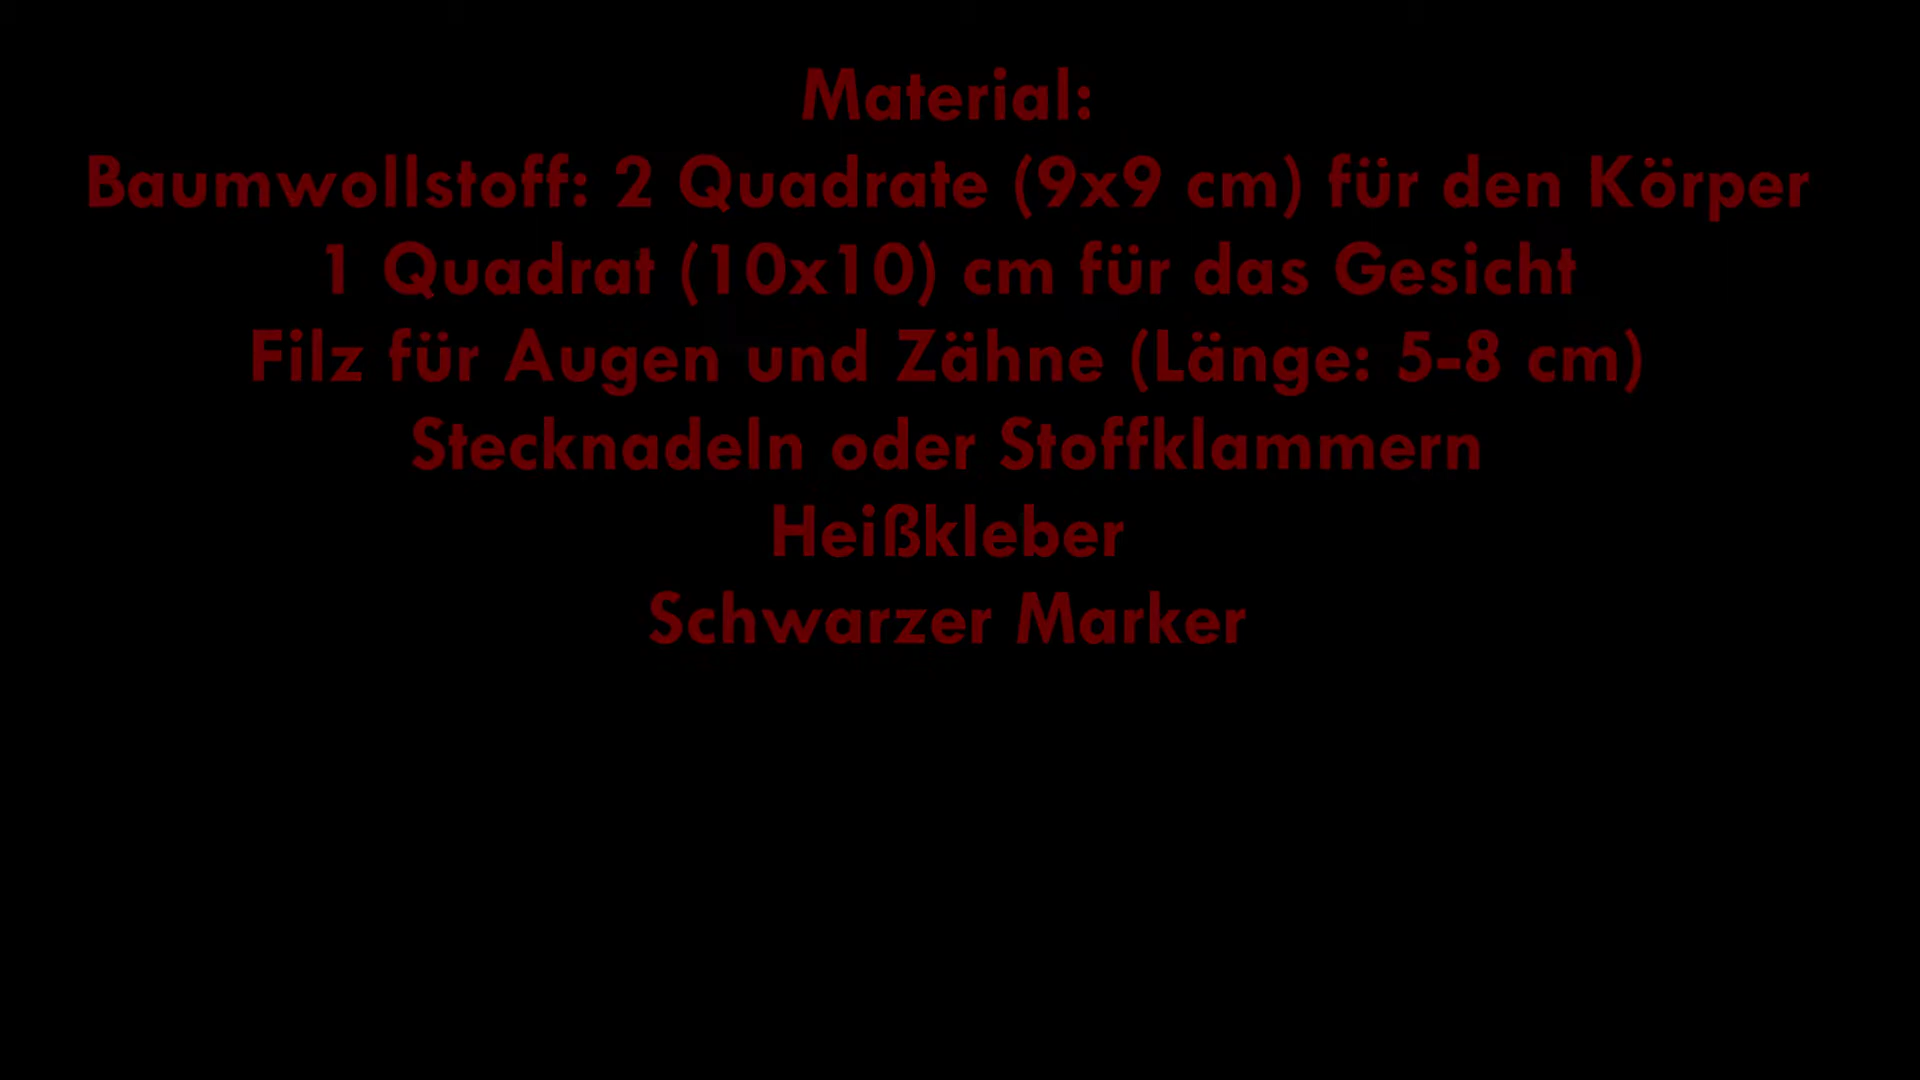 Material:
Baumwollstoff: 2 Quadrate (9x9 cm) für den Körper
1 Quadrat (10x10) cm für das Gesicht
Filz für Augen und Zähne (Länge: 5-8 cm)
Stecknadeln oder Stoffklammern
Heißkleber
Schwarzer Marker